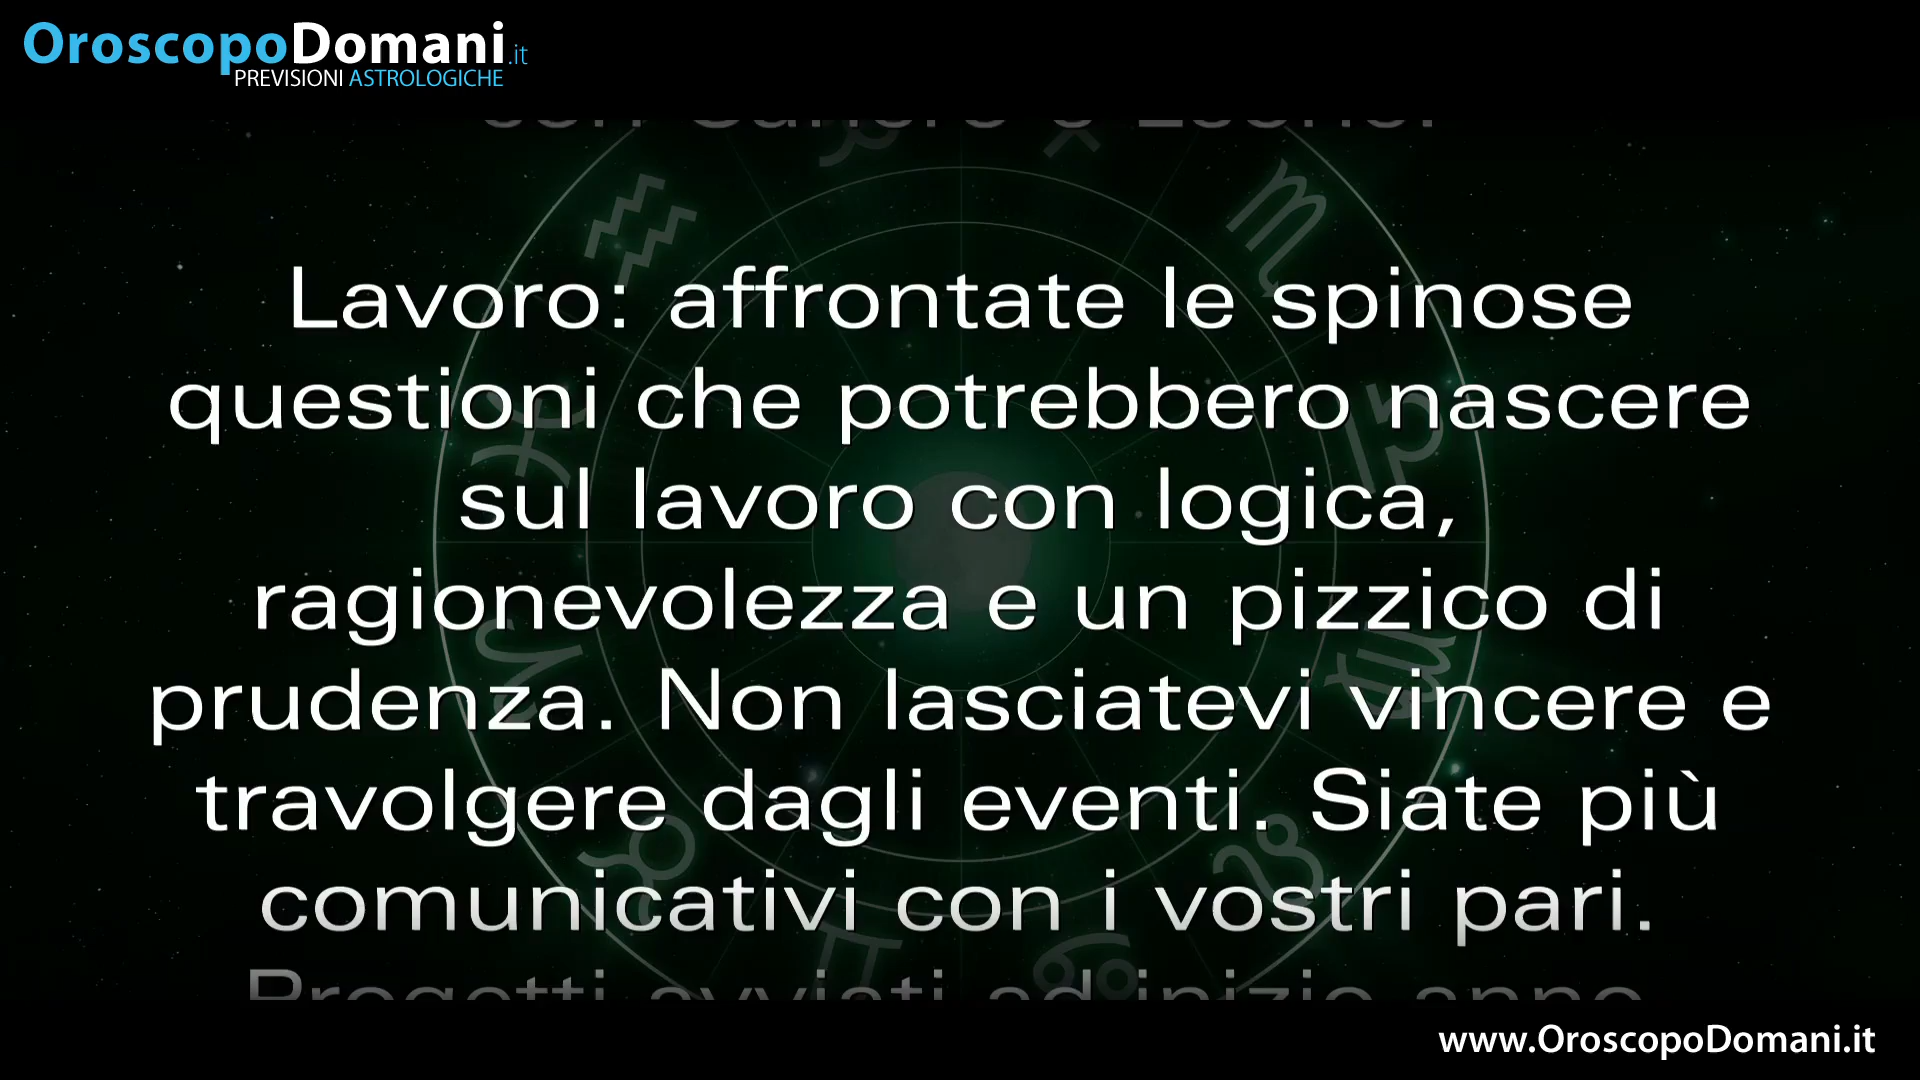 OroscopoDomani.it
PREVISIONI ASTROLOGICHE
Lavoro: affrontate le spinose
questioni che potrebbero nascere
sul lavoro con logica,
ragionevolezza e un pizzico di
prudenza. Non lasciatevi vincere e
travolgere dagli eventi. Siate più
comunicativi con i vostri pari.
Progetti avviati ad inizio anno
www.OroscopoDomani.it